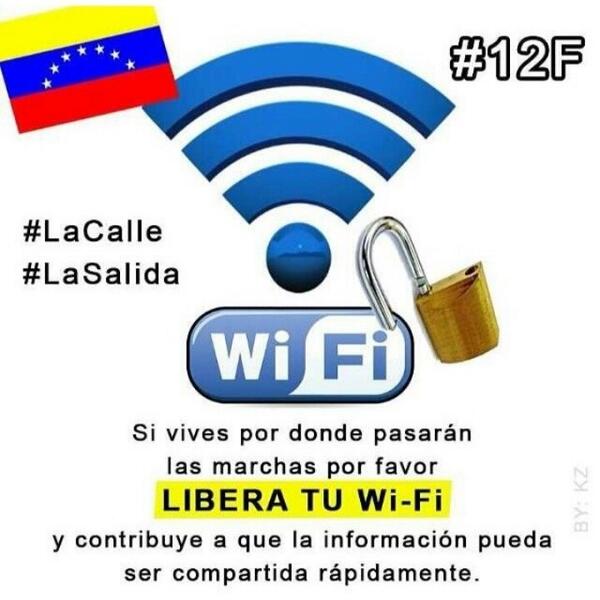 #12F
#LaCalle
#LaSalida
Wi Fi
Si vives por donde pasarán
las marchas por favor
LIBERA TU Wi-Fi
y contribuye a que la información pueda
ser compartida rápidamente.
BY: KZ